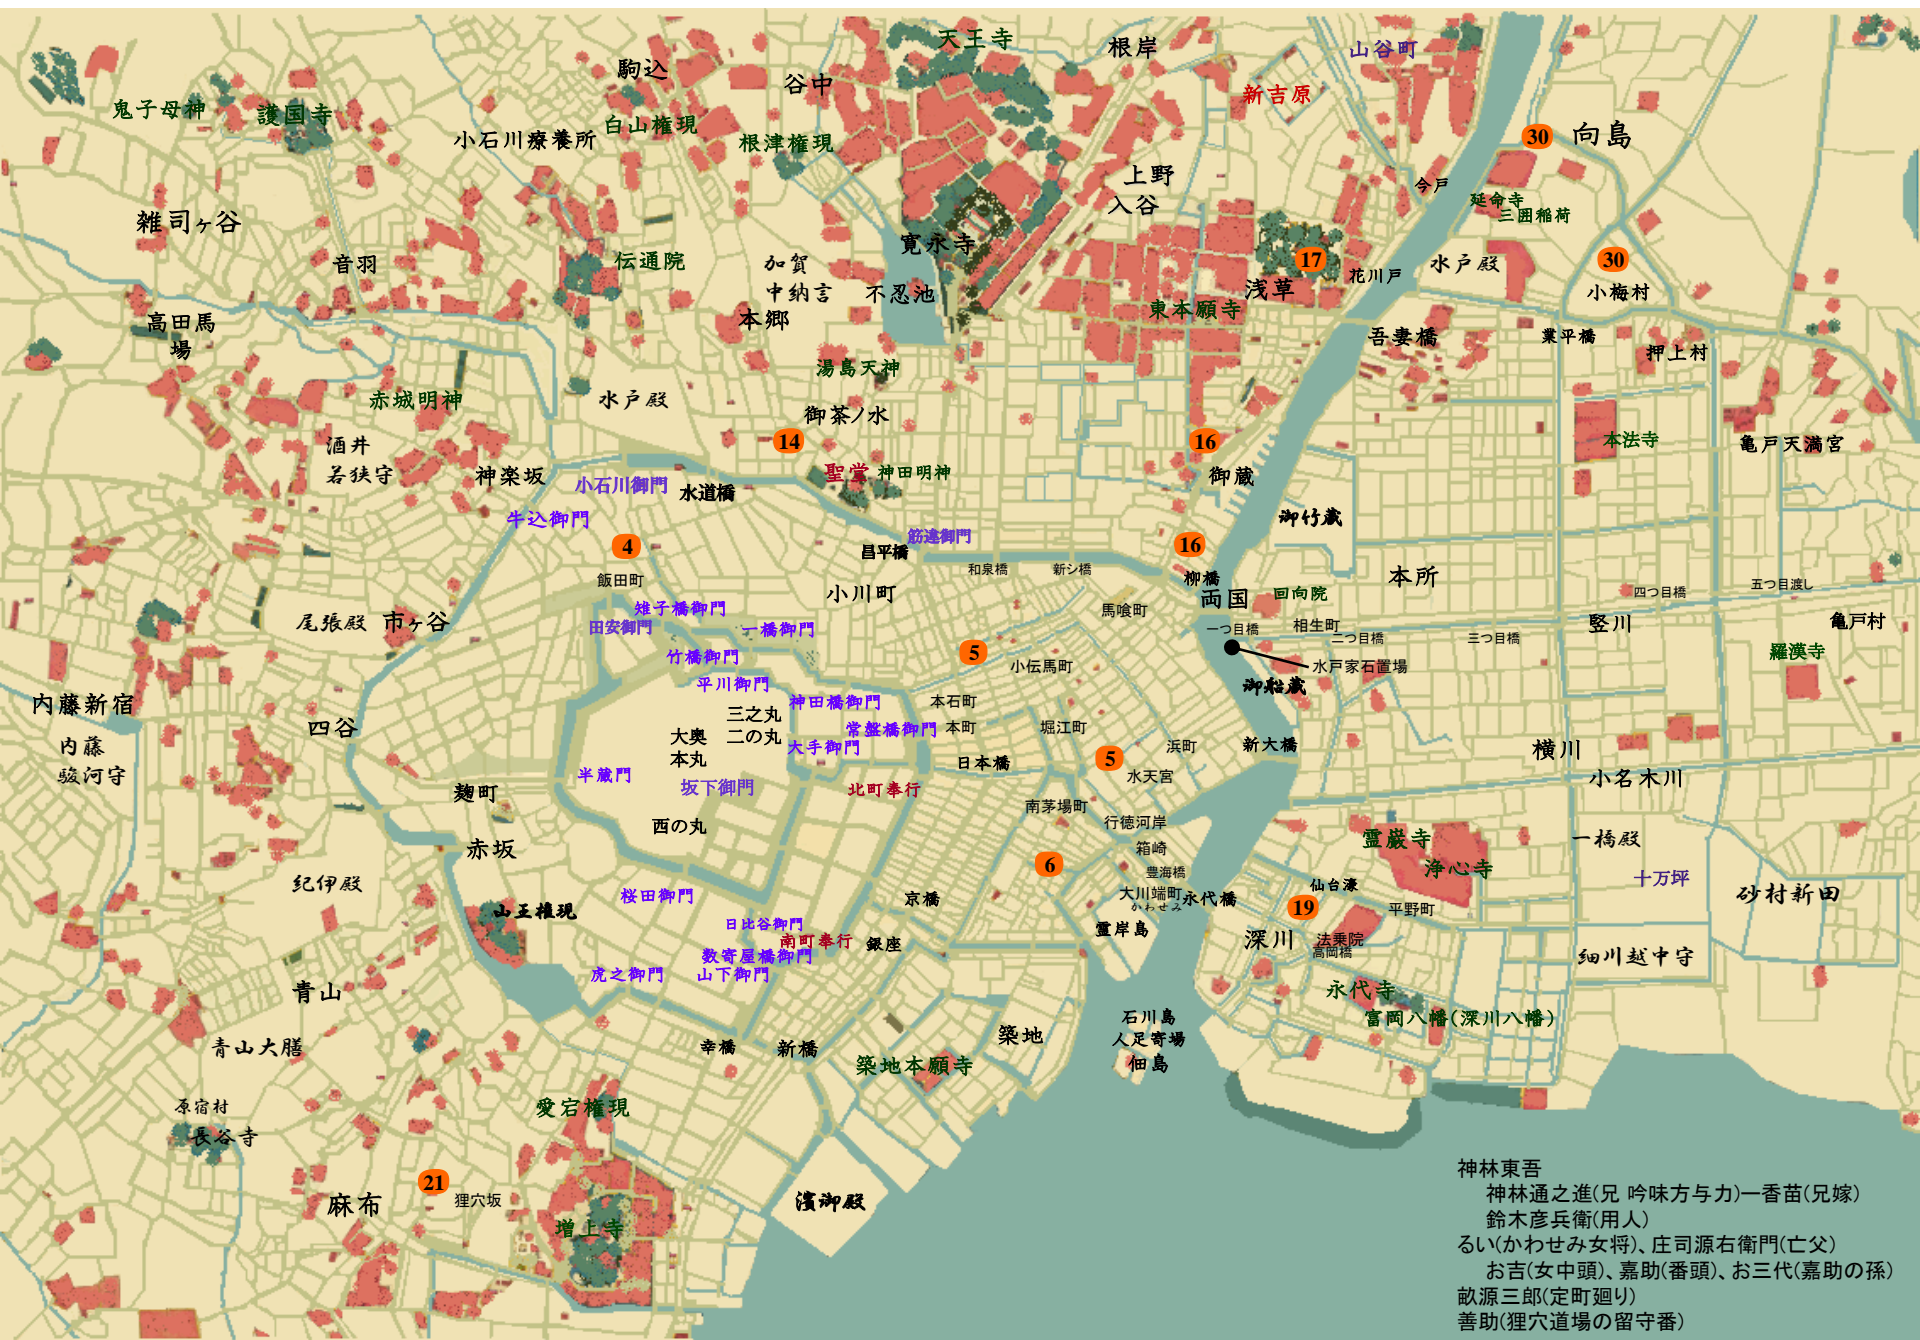 天王寺
根岸
山谷町
駒込
谷中
新吉原
鬼子母神
護国寺
白山権現
小石川療養所
根津権現
30
向島
上野
入谷
今戸
延命寺
三囲稲荷
雑司ヶ谷
寛永寺
音羽
伝通院
加賀
中納言
不忍池
17
浅草
花川戸
水戸殿
30
小梅村
本郷
東本願寺
高田馬
場
吾妻橋
業平橋
押上村
湯島天神
赤城明神
水戸殿
御茶ノ水
14
16
本法寺
亀戸天満宮
酒井
若狭守
神楽坂
小石川御門
水道橋
聖堂
神田明神
御蔵
牛込御門
御竹蔵
4
昌平橋
筋違御門
16
飯田町
和泉橋
新シ橋
柳橋
両国
本所
小川町
馬喰町
回向院
四つ目橋
五つ目渡し
尾張殿
市ヶ谷
雉子橋御門
田安御門
一橋御門
一つ目橋
相生町
二つ目橋
三つ目橋
竪川
亀戸村
竹橋御門
5
小伝馬町
水戸家石置場
羅漢寺
平川御門
御船蔵
内藤新宿
神田橋御門
本石町
三之丸
二の丸
大奥
本丸
常盤橋御門
本町
堀江町
四谷
大手御門
浜町
新大橋
内藤
駿河守
日本橋
5
水天宮
横川
半蔵門
坂下御門
北町奉行
小名木川
麹町
南茅場町
西の丸
行徳河岸
霊巌寺
一橋殿
赤坂
箱崎
6
豊海橋
浄心寺
紀伊殿
桜田御門
京橋
大川端町
かわせみ
永代橋
仙台濠
十万坪
砂村新田
山王権現
日比谷御門
19
平野町
南町奉行
銀座
霊岸島
深川
法乗院
高岡橋
数寄屋橋御門
細川越中守
虎之御門
山下御門
青山
永代寺
富岡八幡(深川八幡)
石川島
人足寄場
佃島
築地
青山大膳
幸橋
新橋
築地本願寺
原宿村
長谷寺
愛宕権現
21
狸穴坂
麻布
濱御殿
増上寺
神林東吾
神林通之進(兄 吟味方与力)―香苗(兄嫁)
鈴木彦兵衛(用人)
るい(かわせみ女将)、庄司源右衛門(亡父)
お吉(女中頭)、嘉助(番頭)、お三代(嘉助の孫)
畝源三郎(定町廻り)
善助(狸穴道場の留守番)